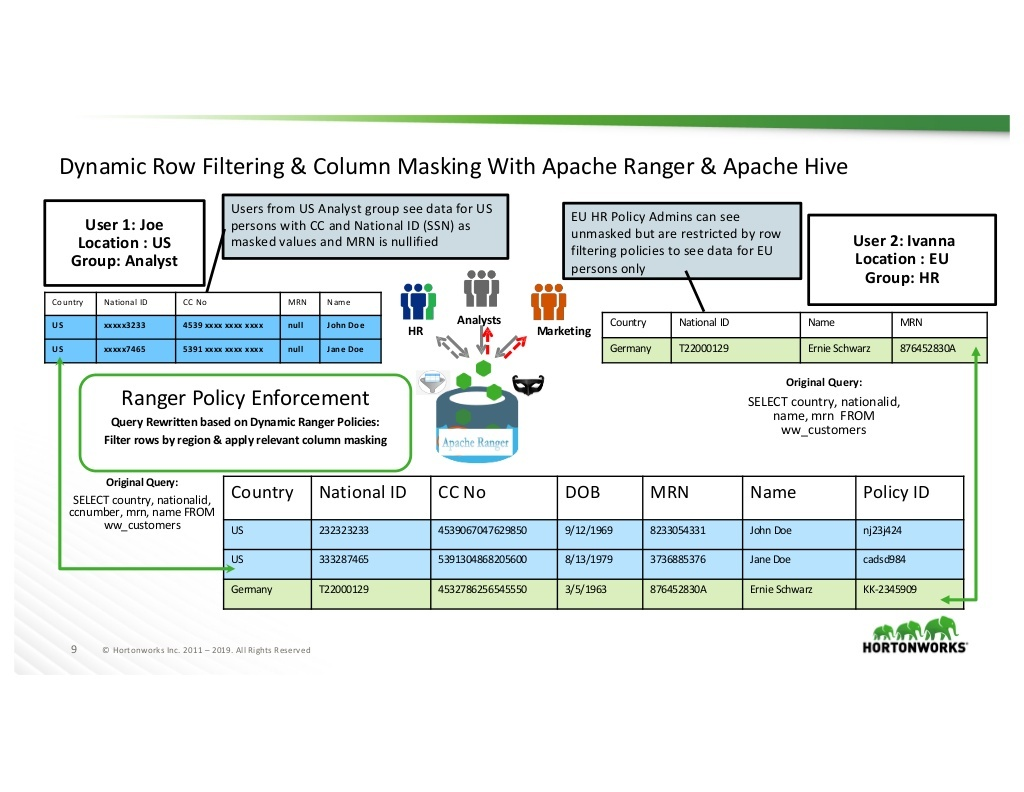 Dynamic Row Filtering & Column Masking With Apache Ranger & Apache Hive
User 1: Joe
Location : US
Group: Analyst
Users from US Analyst group see data for US
persons with CC and National ID (SSN) as
masked values and MRN is nullified
EU HR Policy Admins can see
unmasked but are restricted by row
filtering policies to see data for EU
persons only
User 2: Ivanna
Location : EU
Group: HR
Country National ID CC No MRN Name
US xxxxx3233 4539 xxxx xxxx xxxx null John Doe
US xxxxx7465 5391 xxxx xxxx xxxx null Jane Doe
HR
Analysts
Marketing
Country National ID Name MRN
Germany T22000129 Ernie Schwarz 876452830A
Ranger Policy Enforcement
Query Rewritten based on Dynamic Ranger Policies:
Filter rows by region & apply relevant column masking
Apache Ranger
Original Query:
SELECT country, nationalid,
name, mrn FROM
ww_customers
Original Query:
SELECT country, nationalid,
ccnumber, mrn, name FROM
ww_customers
Country National ID CC No DOB MRN Name Policy ID
US 232323233 4539067047629850 9/12/1969 8233054331 John Doe nj23j424
US 333287465 5391304868205600 8/13/1979 3736885376 Jane Doe cadsd984
Germany T22000129 4532786256545550 3/5/1963 876452830A Ernie Schwarz KK-2345909
9 © Hortonworks Inc. 2011 – 2019. All Rights Reserved
HORTONWORKS